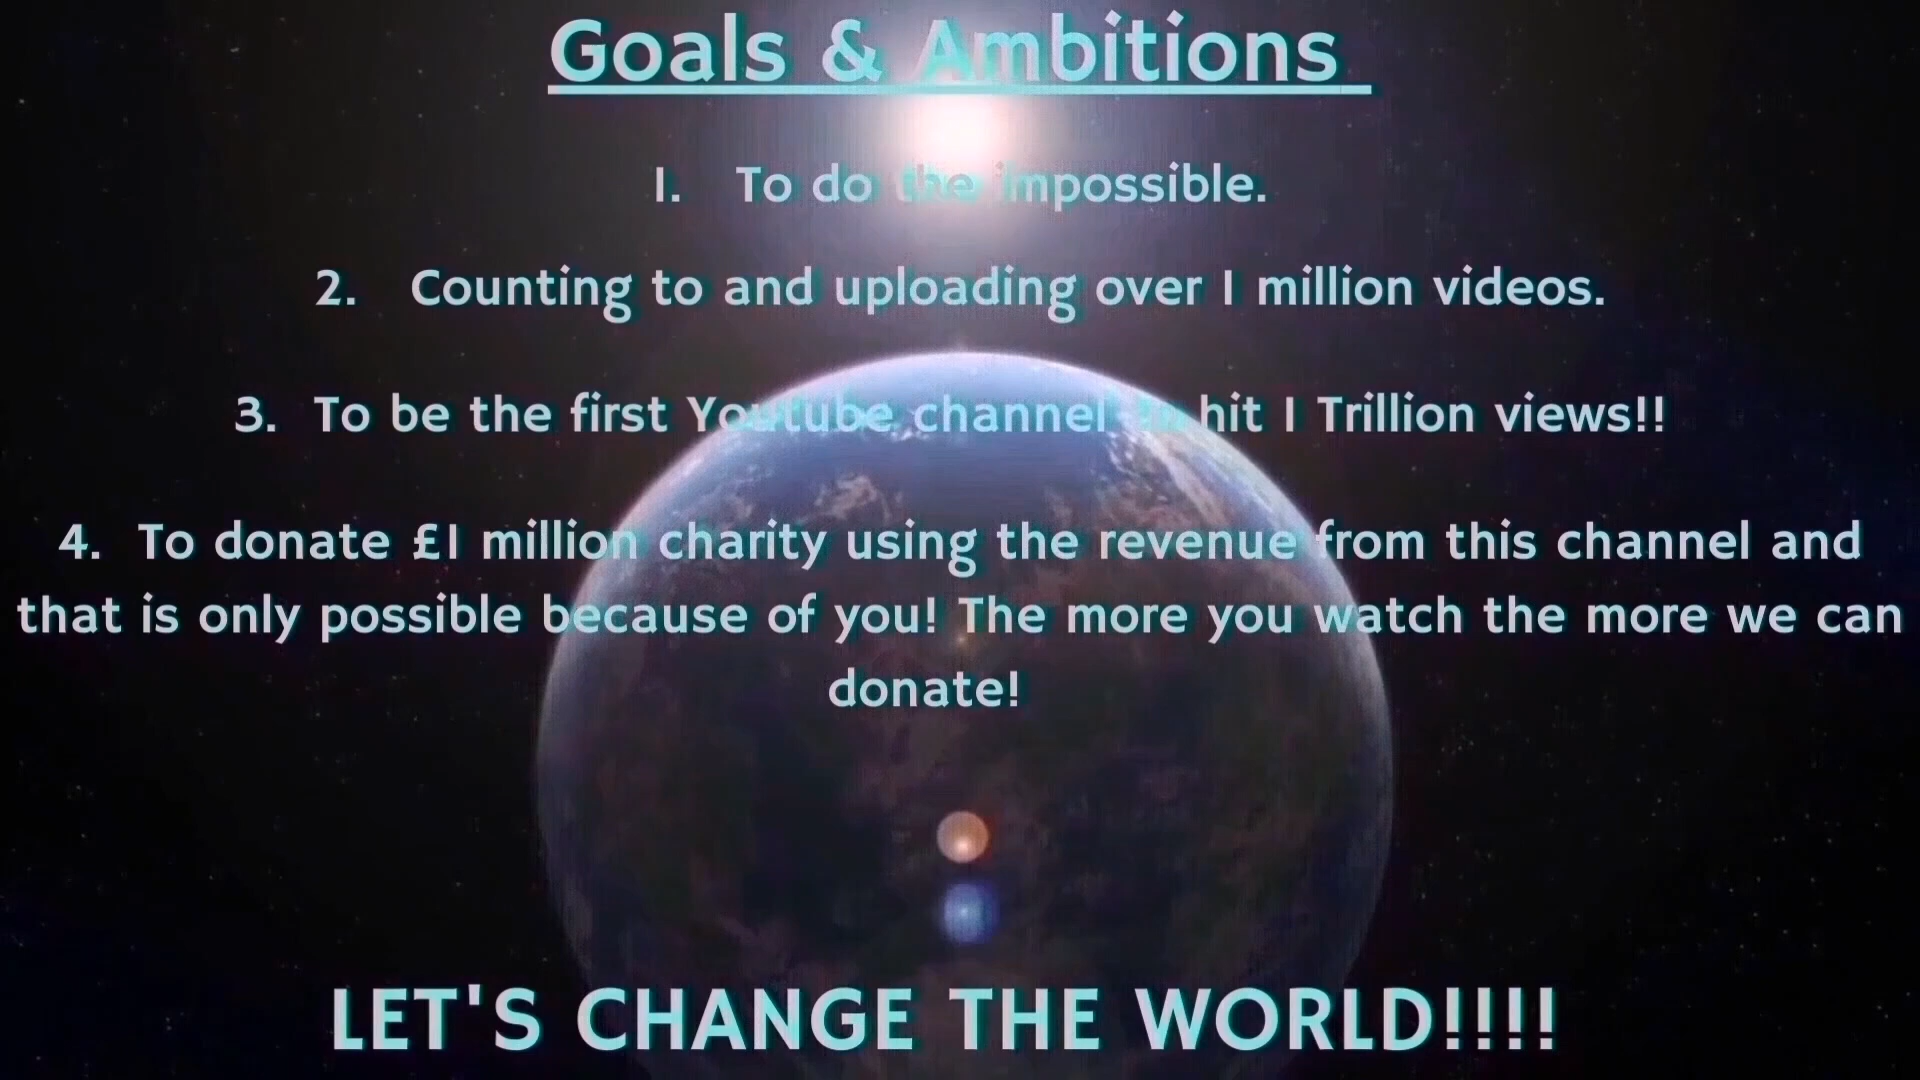 Goals & Ambitions
1. To do the impossible.
2. Counting to and uploading over 1 million videos.
3. To be the first Youtube channel to hit 1 Trillion views!!
4. To donate £1 million charity using the revenue from this channel and
that is only possible because of you! The more you watch the more we can
donate!
LET'S CHANGE THE WORLD!!!!